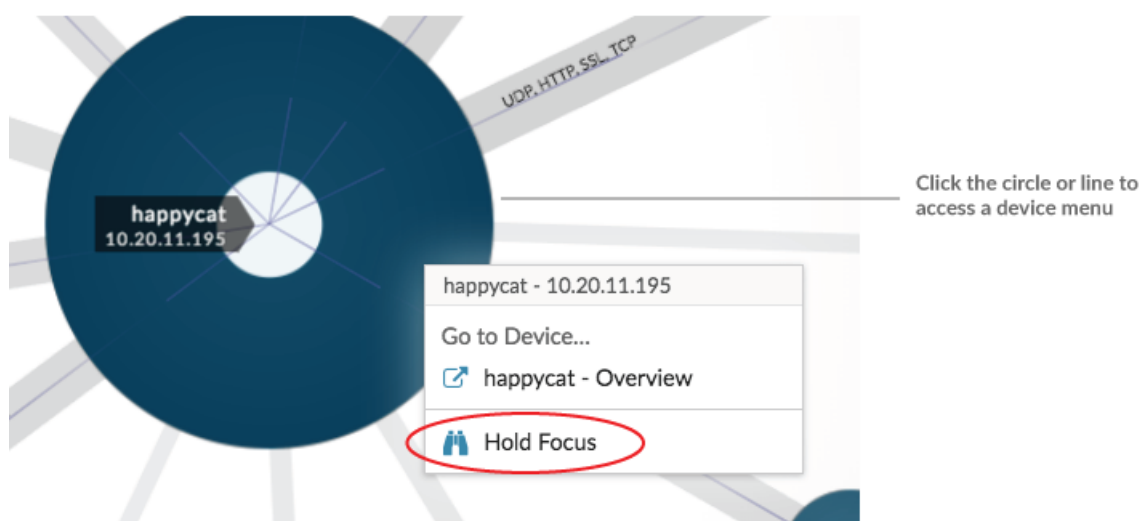 UDP, HTTP, SSL, TCP
Click the circle or line to
access a device menu
happycat
10.20.11.195
happycat - 10.20.11.195
Go to Device...
happycat - Overview
Hold Focus